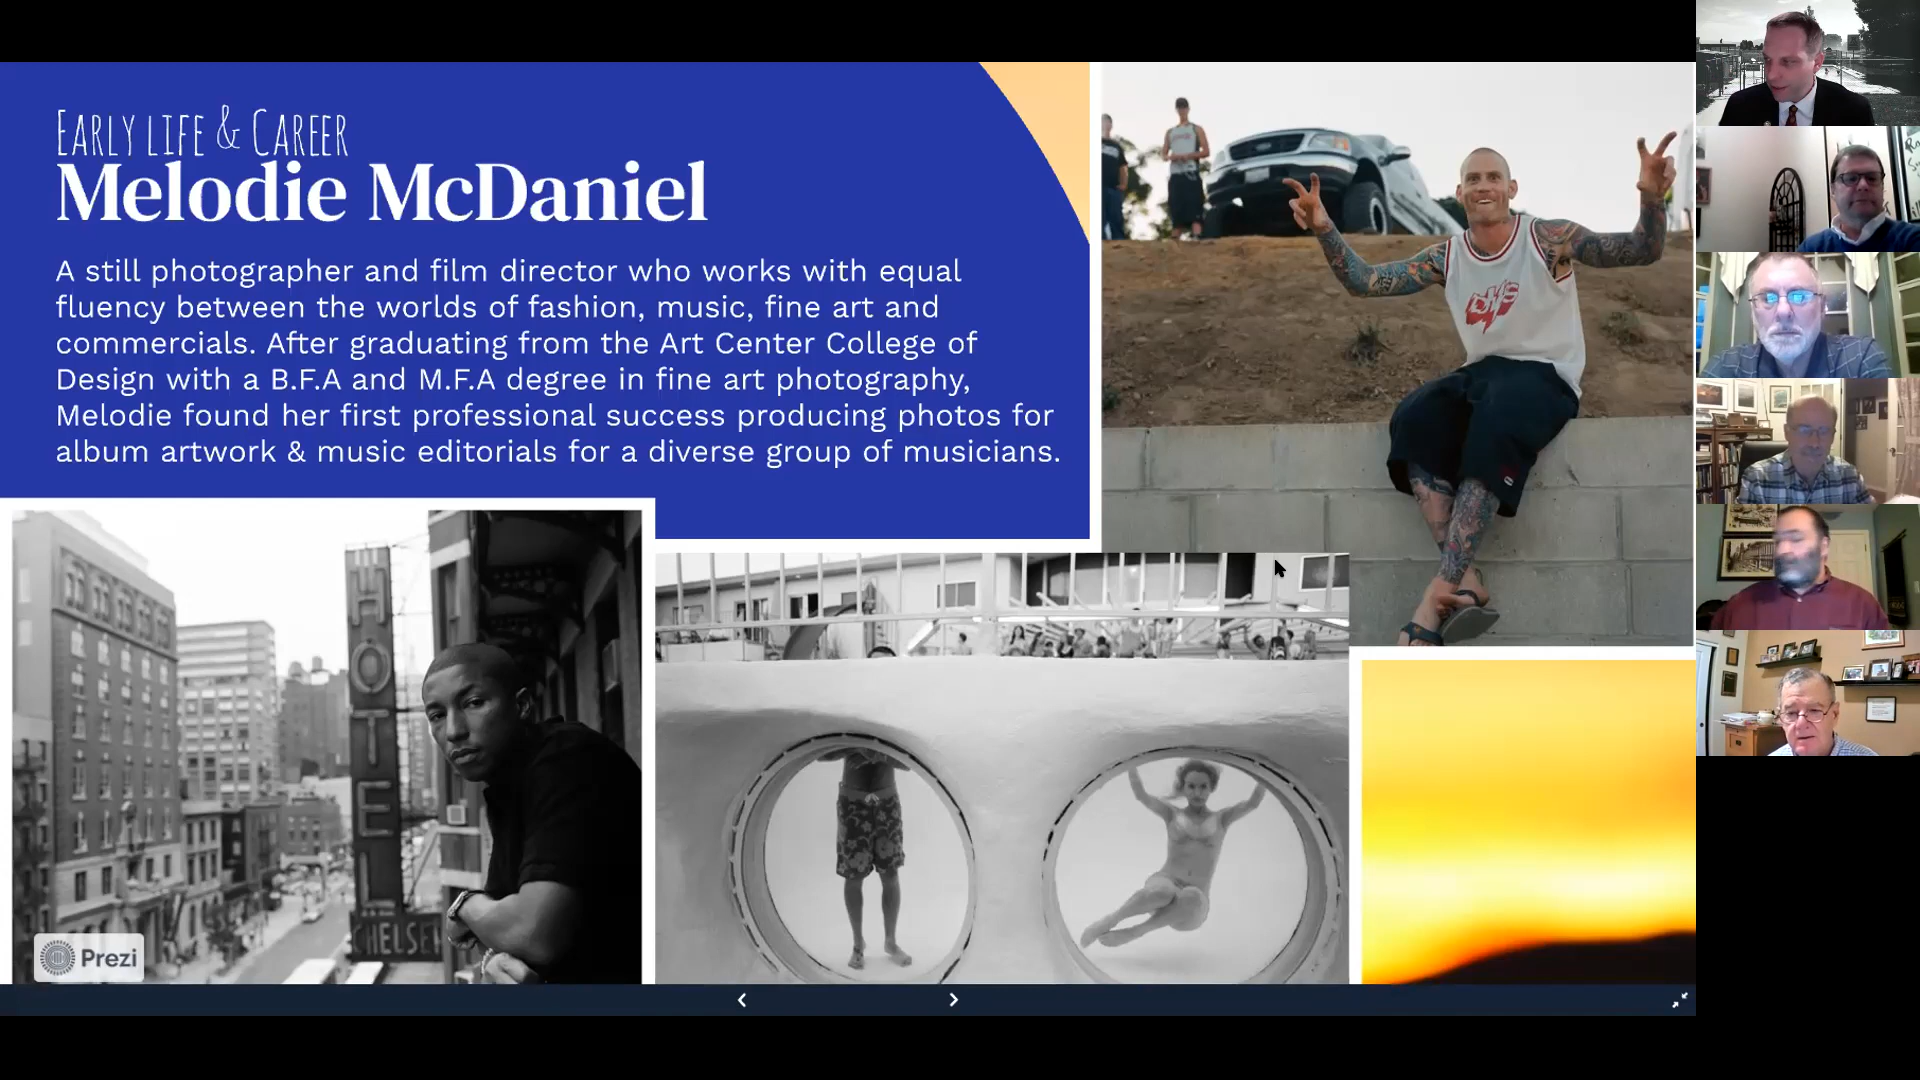 Early life & Career
Melodie McDaniel
A still photographer and film director who works with equal
fluency between the worlds of fashion, music, fine art and
commercials. After graduating from the Art Center College of
Design with a B.F.A and M.F.A degree in fine art photography,
Melodie found her first professional success producing photos for
album artwork & music editorials for a diverse group of musicians.
DMS
HOTEL
CHELSEA
Prezi